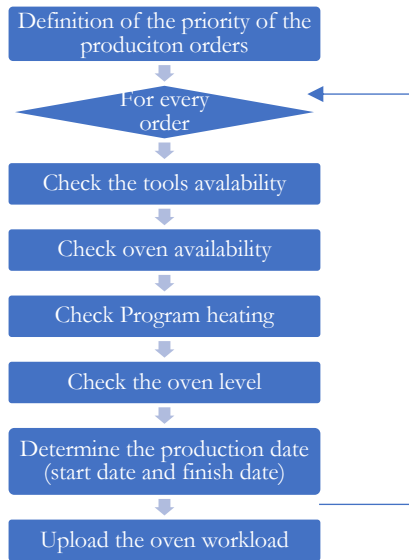 Definition of the priority of the
produciton orders
For every
order
Check the tools avalability
Check oven availability
Check Program heating
Check the oven level
Determine the production date
(start date and finish date)
Upload the oven workload